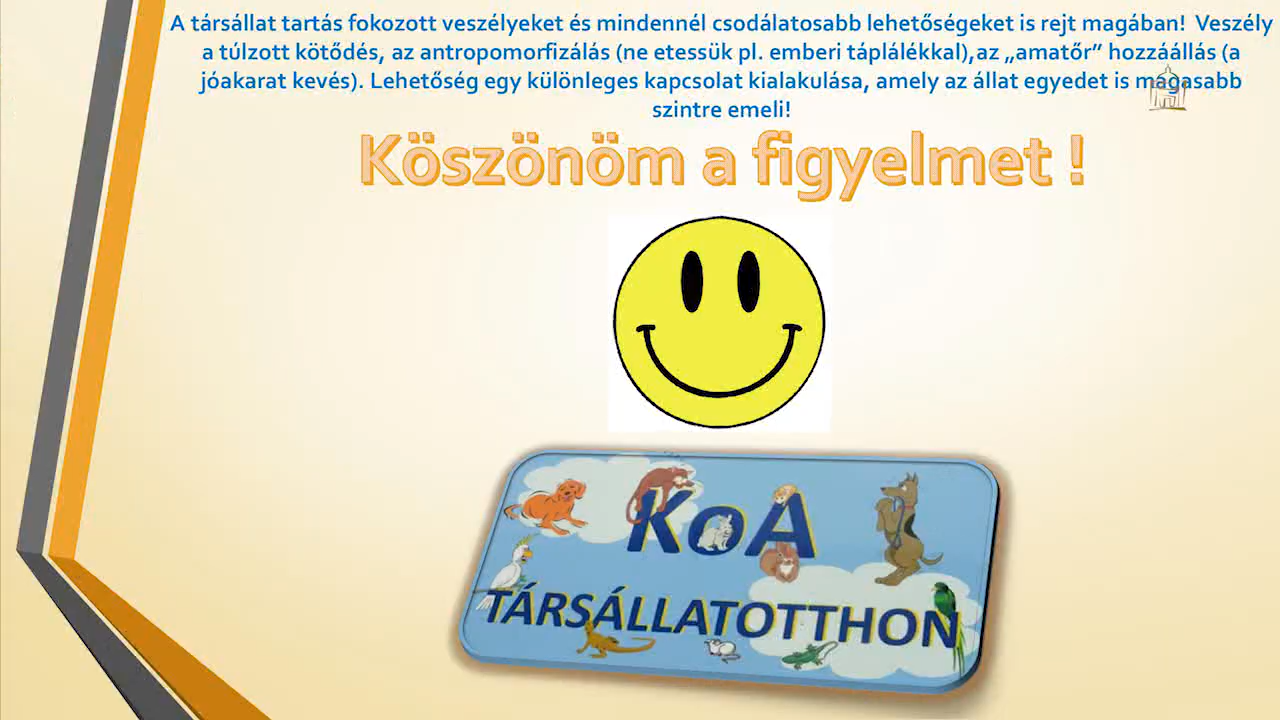 A társállat tartás fokozott veszélyeket és mindennél csodálatosabb lehetőségeket is rejt magában!  Veszély
a túlzott kötődés, az antropomorfizálás (ne etessük pl. emberi táplálékkal),az „amatőr” hozzáállás (a
jóakarat kevés). Lehetőség egy különleges kapcsolat kialakulása, amely az állat egyedet is magasabb
szintre emeli!
Köszönöm a figyelmet !
KoA
TÁRSÁLLATOTTHON